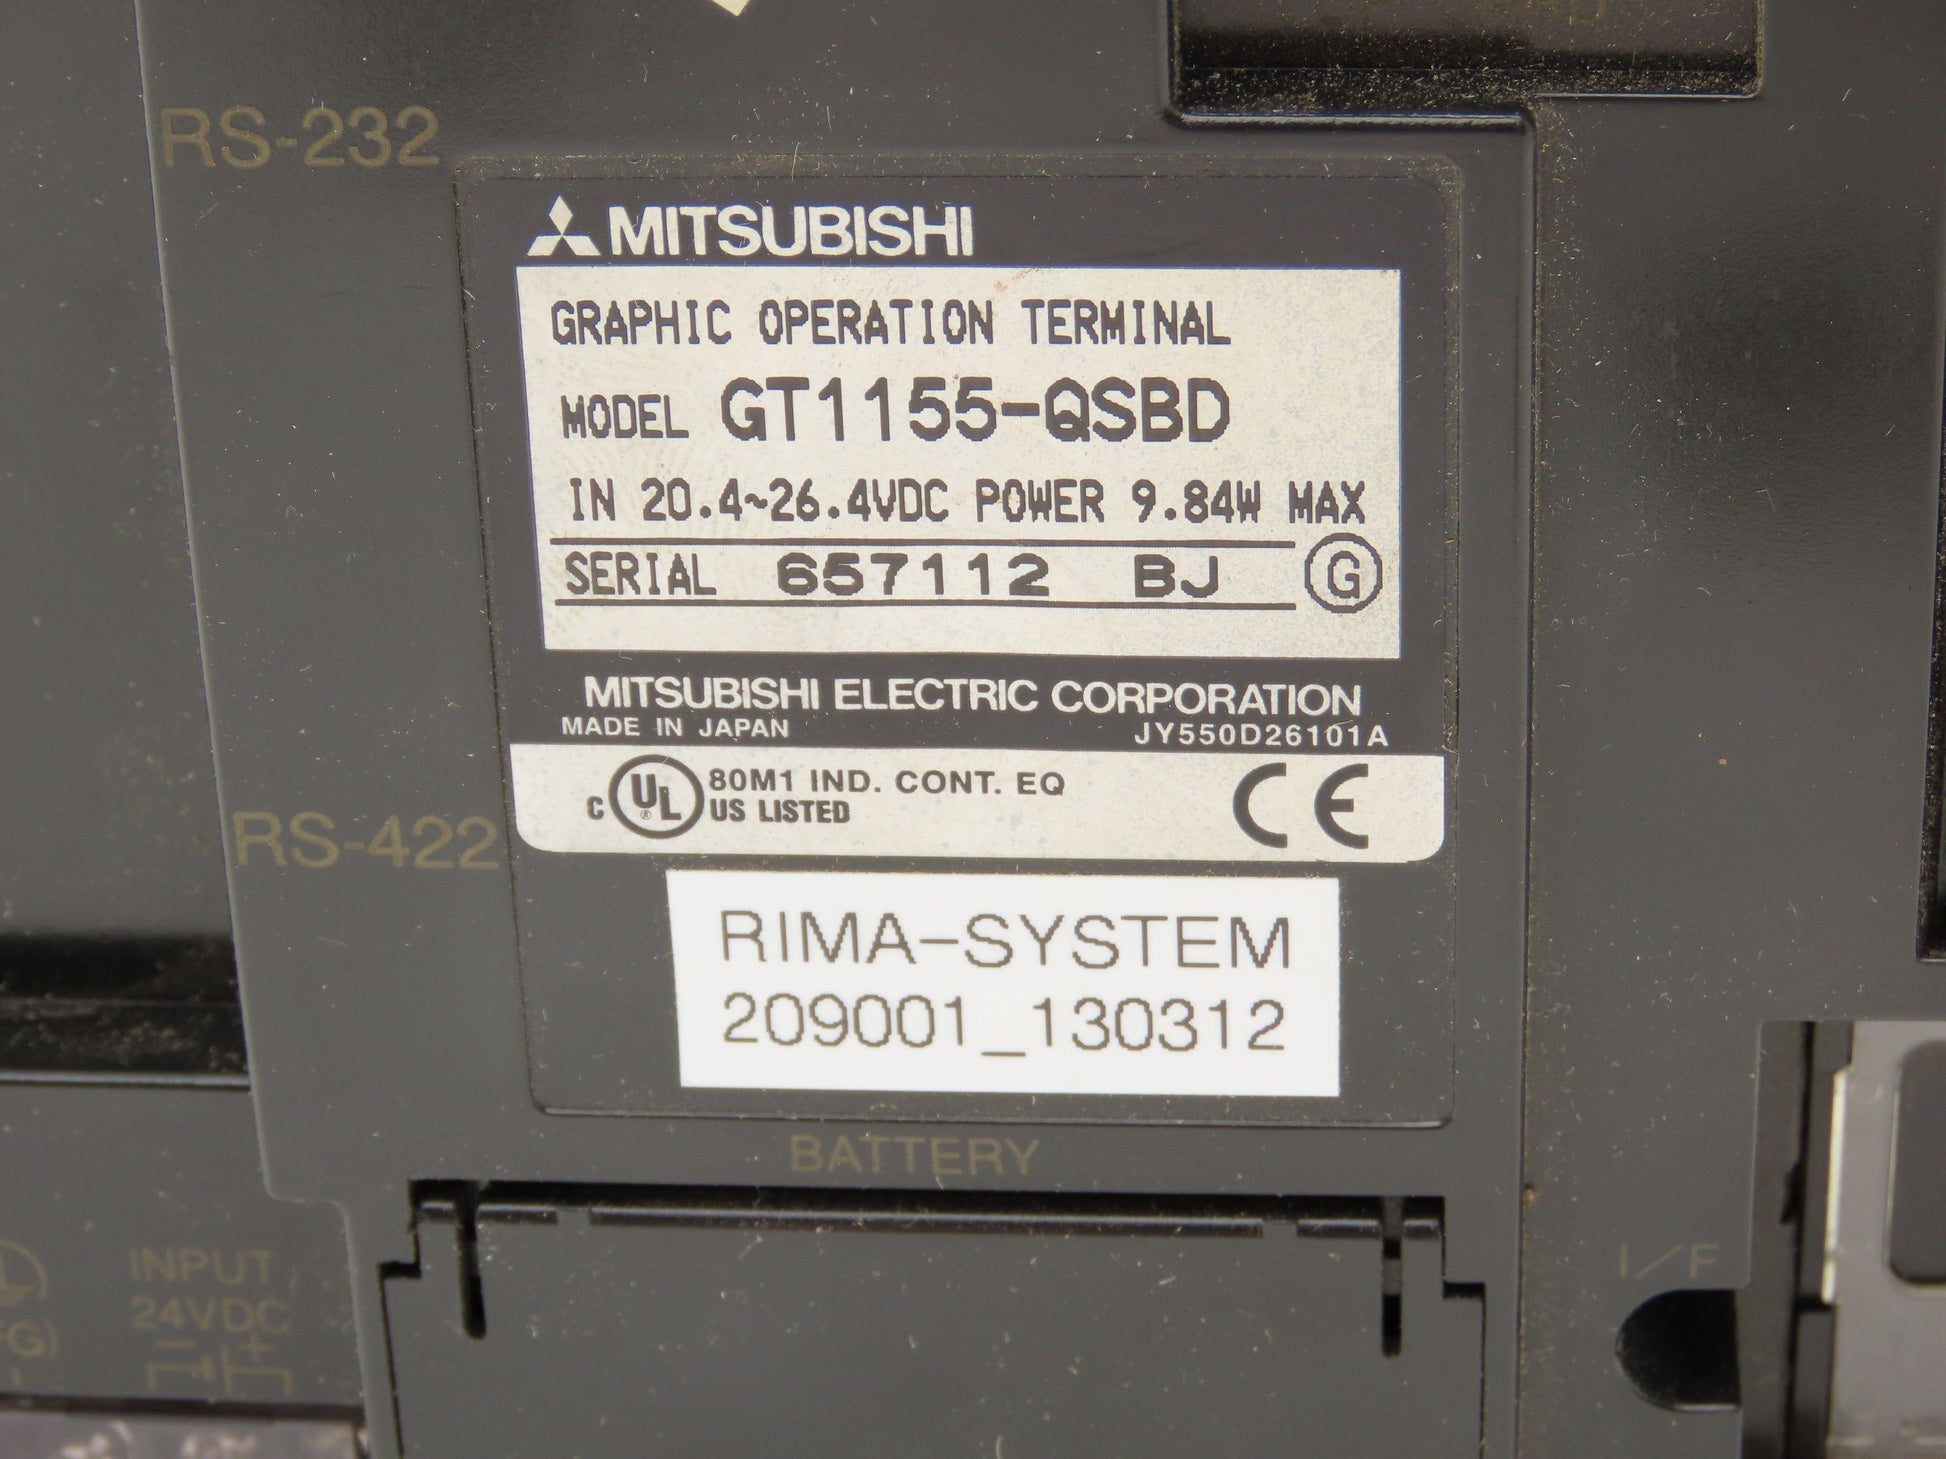 RS-232
MITSUBISHI
GRAPHIC OPERATION TERMINAL
MODEL GT1155-QSBD
IN 20.4~26.4VDC POWER 9.84W MAX
SERIAL 657112 BJ G
MITSUBISHI ELECTRIC CORPORATION
MADE IN JAPAN JY550D26101A
C UL ® 80M1 IND. CONT. EQ
US LISTED
CE
RS-422
RIMA-SYSTEM
209001_130312
BATTERY
INPUT
24VDC
- +
I/F